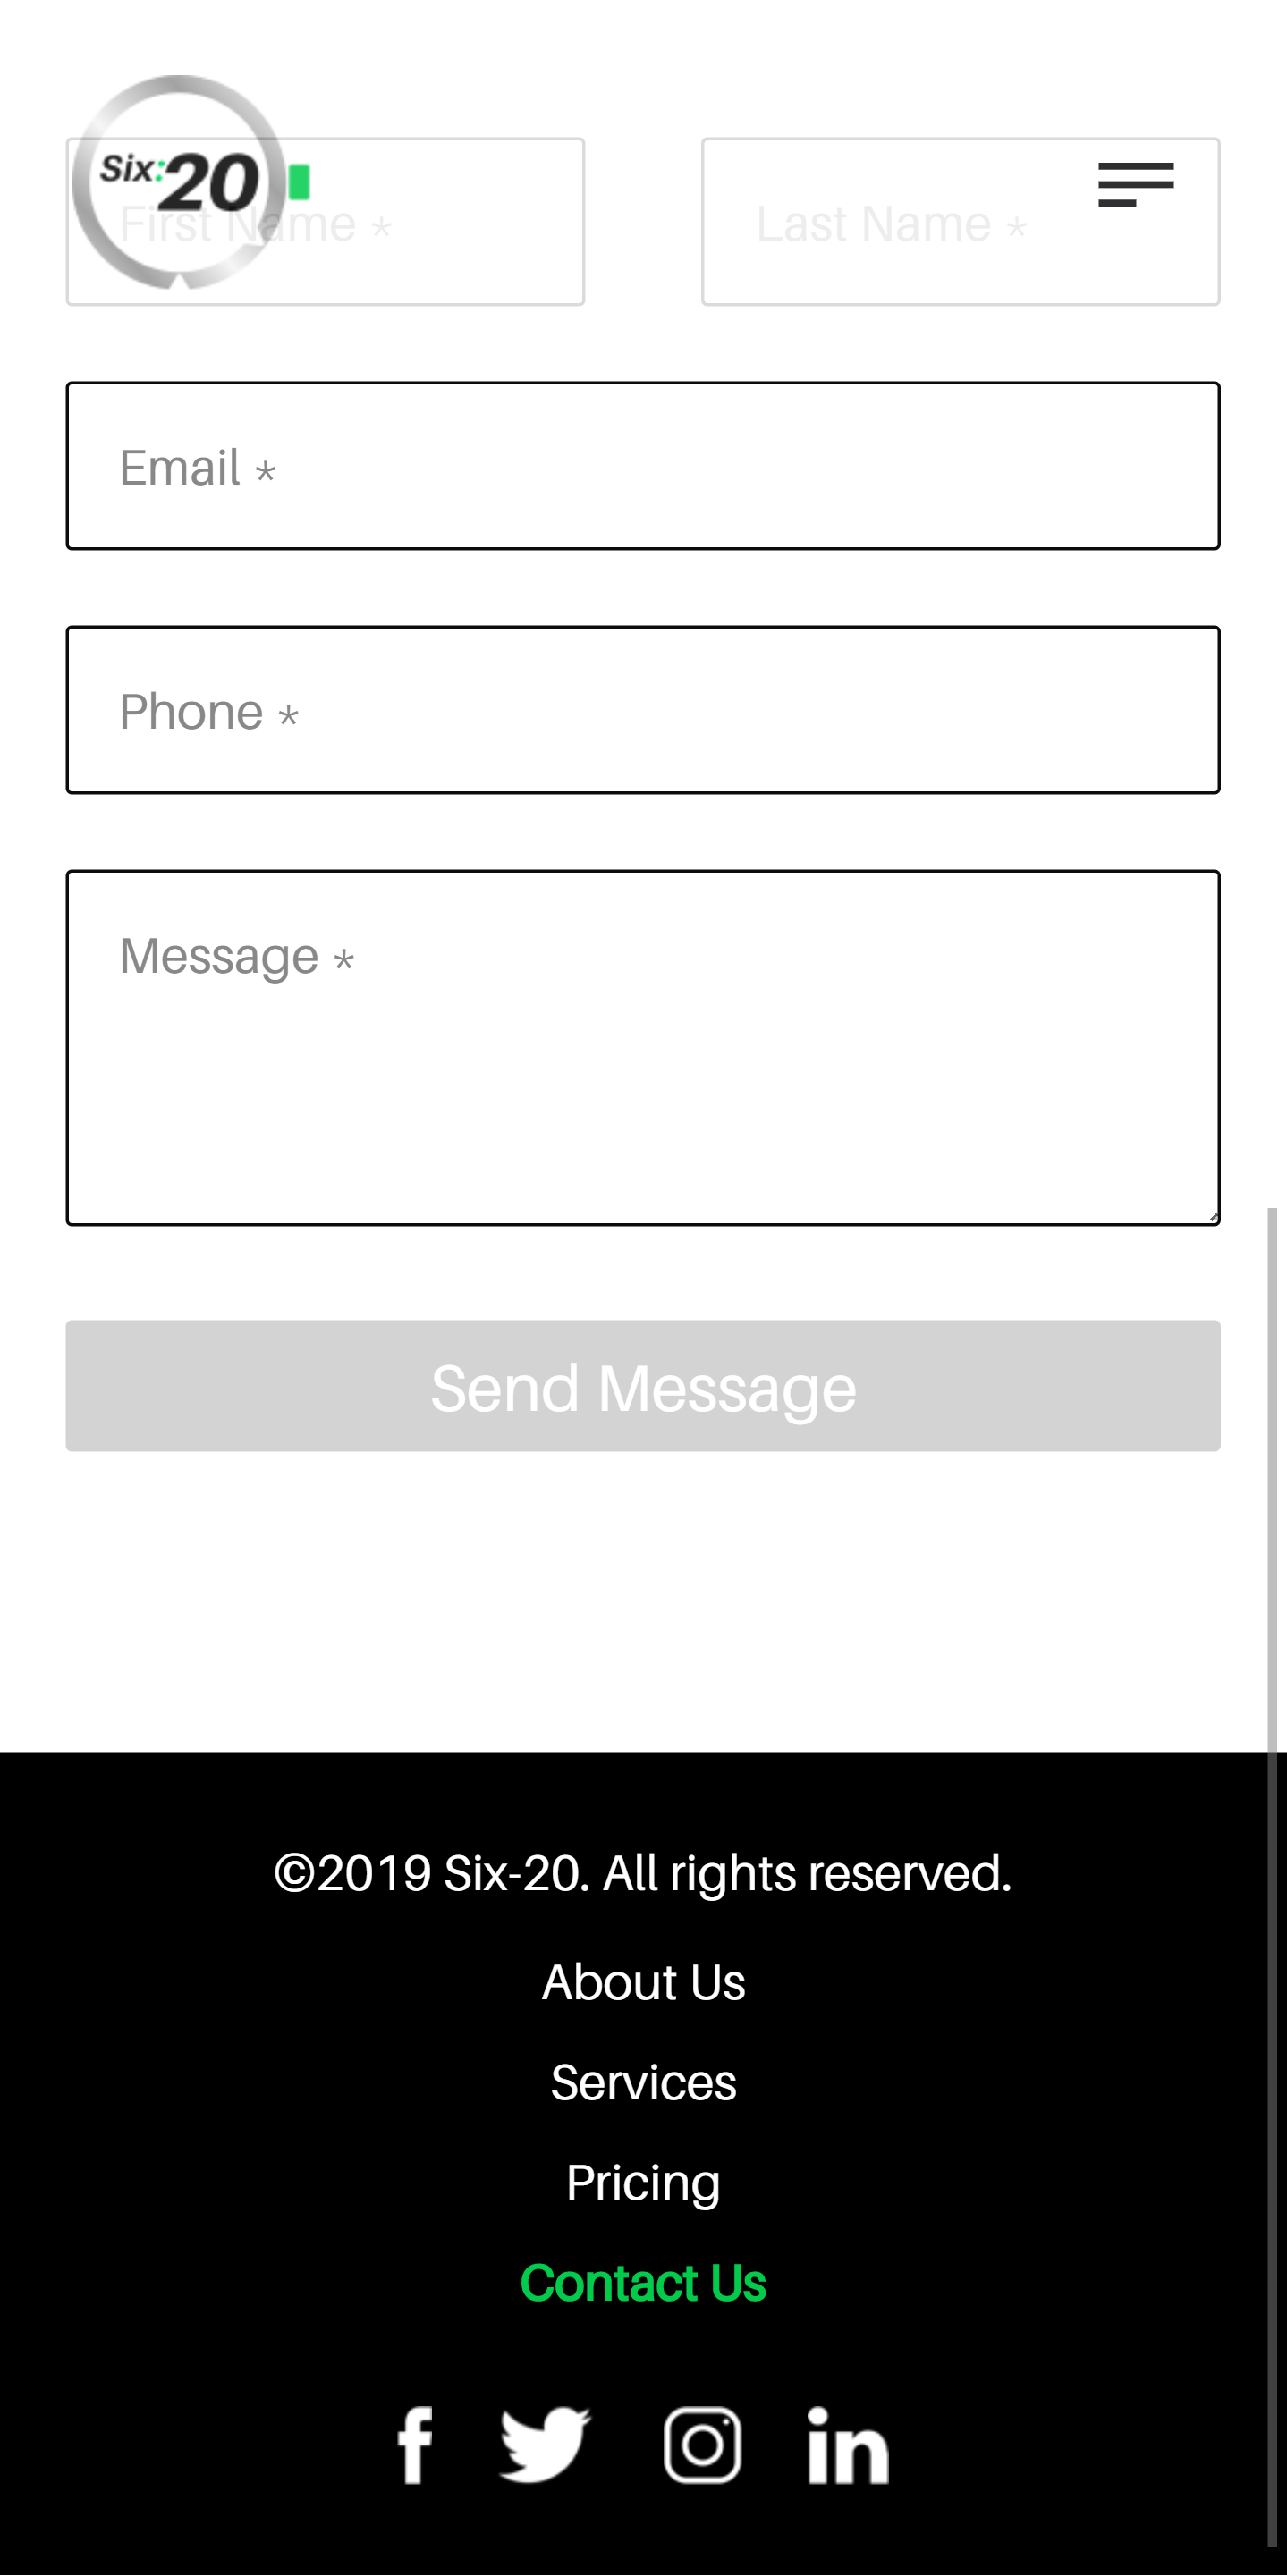 Six:20
First Name *
Last Name *
Email *
Phone *
Message *
Send Message
©2019 Six-20. All rights reserved.
About Us
Services
Pricing
Contact Us